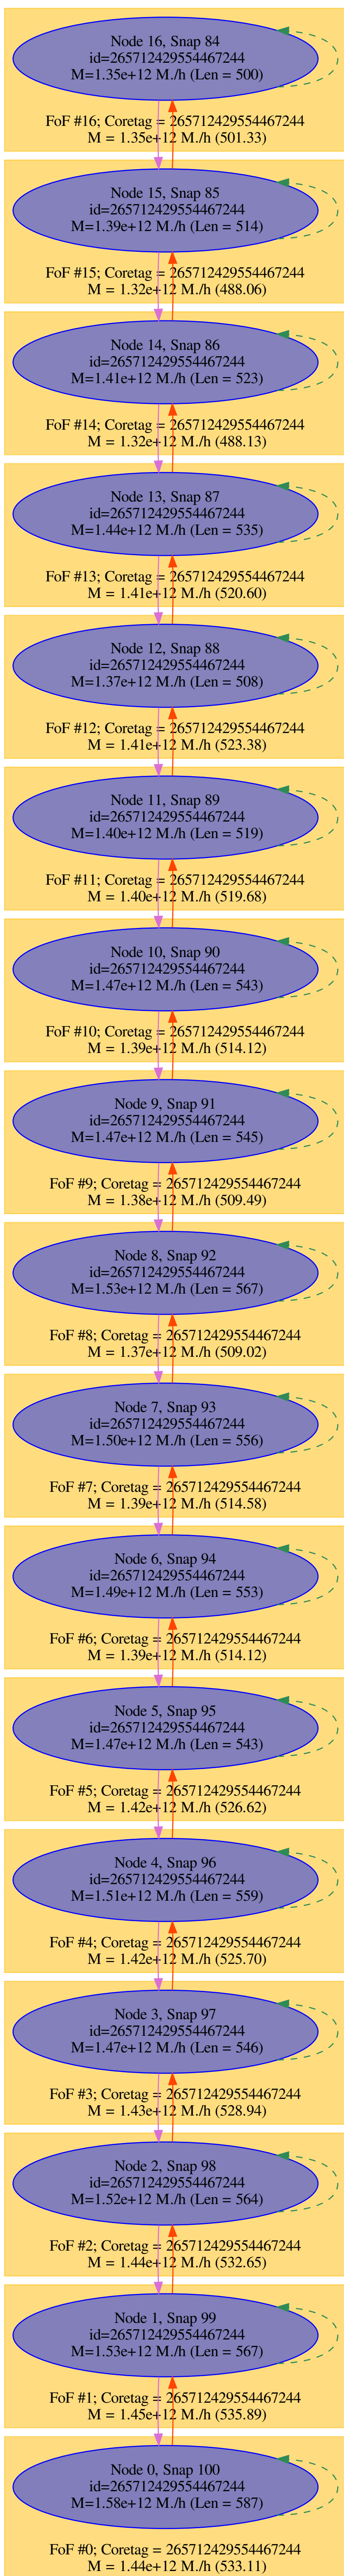 Node 16, Snap 84
id=265712429554467244
M=1.35e+12 M./h (Len = 500)
FoF #16; Coretag = 265712429554467244
M = 1.35e+12 M./h (501.33)
Node 15, Snap 85
id=265712429554467244
M=1.39e+12 M./h (Len = 514)
FoF #15; Coretag = 265712429554467244
M = 1.32e+12 M./h (488.06)
Node 14, Snap 86
id=265712429554467244
M=1.41e+12 M./h (Len = 523)
FoF #14; Coretag = 265712429554467244
M = 1.32e+12 M./h (488.13)
Node 13, Snap 87
id=265712429554467244
M=1.44e+12 M./h (Len = 535)
FoF #13; Coretag = 265712429554467244
M = 1.41e+12 M./h (520.60)
Node 12, Snap 88
id=265712429554467244
M=1.37e+12 M./h (Len = 508)
FoF #12; Coretag = 265712429554467244
M = 1.41e+12 M./h (523.38)
Node 11, Snap 89
id=265712429554467244
M=1.40e+12 M./h (Len = 519)
FoF #11; Coretag = 265712429554467244
M = 1.40e+12 M./h (519.68)
Node 10, Snap 90
id=265712429554467244
M=1.47e+12 M./h (Len = 543)
FoF #10; Coretag = 265712429554467244
M = 1.39e+12 M./h (514.12)
Node 9, Snap 91
id=265712429554467244
M=1.47e+12 M./h (Len = 545)
FoF #9; Coretag = 265712429554467244
M = 1.38e+12 M./h (509.49)
Node 8, Snap 92
id=265712429554467244
M=1.53e+12 M./h (Len = 567)
FoF #8; Coretag = 265712429554467244
M = 1.37e+12 M./h (509.02)
Node 7, Snap 93
id=265712429554467244
M=1.50e+12 M./h (Len = 556)
FoF #7; Coretag = 265712429554467244
M = 1.39e+12 M./h (514.58)
Node 6, Snap 94
id=265712429554467244
M=1.49e+12 M./h (Len = 553)
FoF #6; Coretag = 265712429554467244
M = 1.39e+12 M./h (514.12)
Node 5, Snap 95
id=265712429554467244
M=1.47e+12 M./h (Len = 543)
FoF #5; Coretag = 265712429554467244
M = 1.42e+12 M./h (526.62)
Node 4, Snap 96
id=265712429554467244
M=1.51e+12 M./h (Len = 559)
FoF #4; Coretag = 265712429554467244
M = 1.42e+12 M./h (525.70)
Node 3, Snap 97
id=265712429554467244
M=1.47e+12 M./h (Len = 546)
FoF #3; Coretag = 265712429554467244
M = 1.43e+12 M./h (528.94)
Node 2, Snap 98
id=265712429554467244
M=1.52e+12 M./h (Len = 564)
FoF #2; Coretag = 265712429554467244
M = 1.44e+12 M./h (532.65)
Node 1, Snap 99
id=265712429554467244
M=1.53e+12 M./h (Len = 567)
FoF #1; Coretag = 265712429554467244
M = 1.45e+12 M./h (535.89)
Node 0, Snap 100
id=265712429554467244
M=1.58e+12 M./h (Len = 587)
FoF #0; Coretag = 265712429554467244
M = 1.44e+12 M./h (533.11)